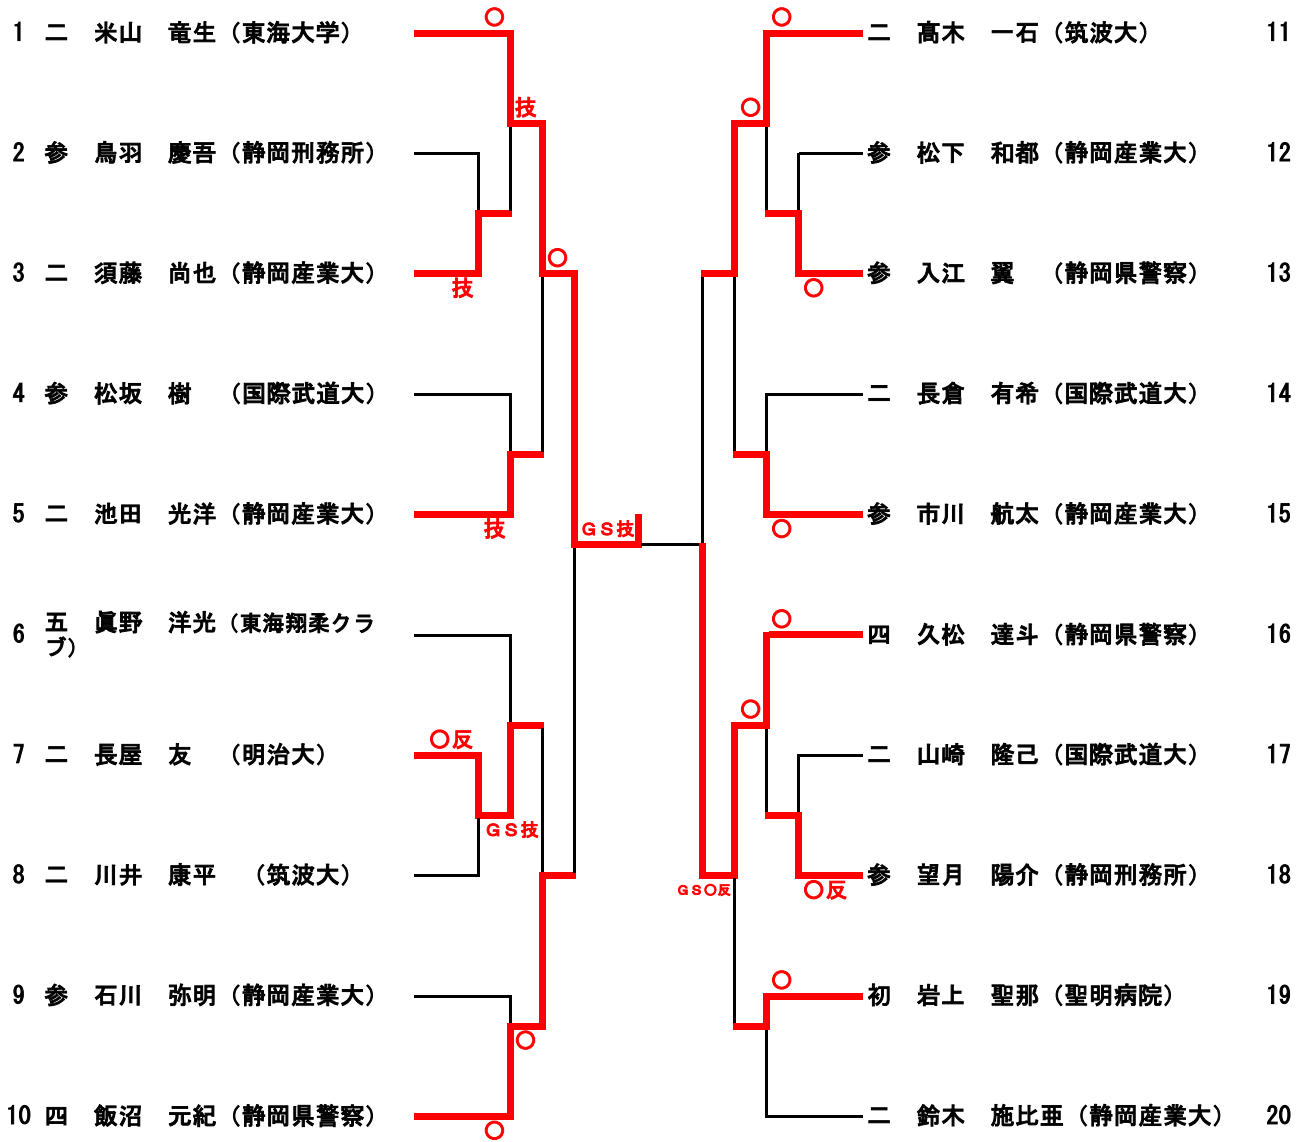 1 二 米山 竜生（東海大学）
2 参 鳥羽 慶吾（静岡刑務所）
3 二 須藤 尚也（静岡産業大）
4 参 松坂 樹 （国際武道大）
5 二 池田 光洋（静岡産業大）
6 五 眞野 洋光（東海翔柔クラ
ブ）
7 二 長屋 友 （明治大）
8 二 川井 康平 （筑波大）
9 参 石川 弥明（静岡産業大）
10 四 飯沼 元紀（静岡県警察）
〇
技
技
〇
技
GS技
〇反
GS技
〇
〇
〇
〇
〇
〇
〇
〇
〇反
GS〇反
〇
二 髙木 一石（筑波大） 11
参 松下 和都（静岡産業大） 12
参 入江 翼 （静岡県警察） 13
二 長倉 有希（国際武道大） 14
参 市川 航太（静岡産業大） 15
四 久松 達斗（静岡県警察） 16
二 山崎 隆己（国際武道大） 17
参 望月 陽介（静岡刑務所） 18
初 岩上 聖那（聖明病院） 19
二 鈴木 施比亜（静岡産業大） 20